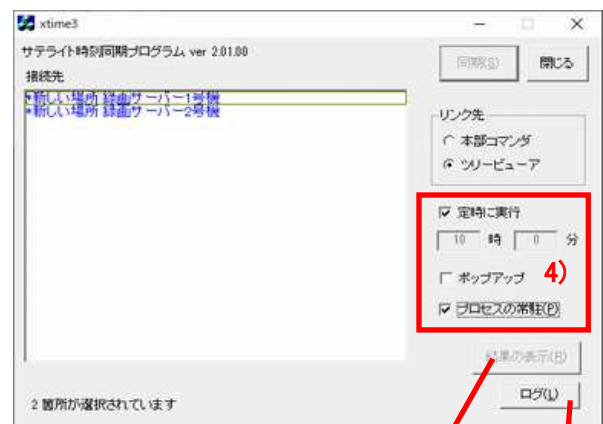 xtime3
サテライト時刻同期プログラム ver 2.01.00
接続先
*新しい場所 録画サーバー1号機
*新しい場所 録画サーバー2号機
2 箇所が選択されています
同期(S)
閉じる
リンク先
本部コマンダ
ツリービューア
定時に実行
10 時 0 分
ポップアップ
4)
プロセスの常駐(P)
結果の表示(R)
ログ(L)